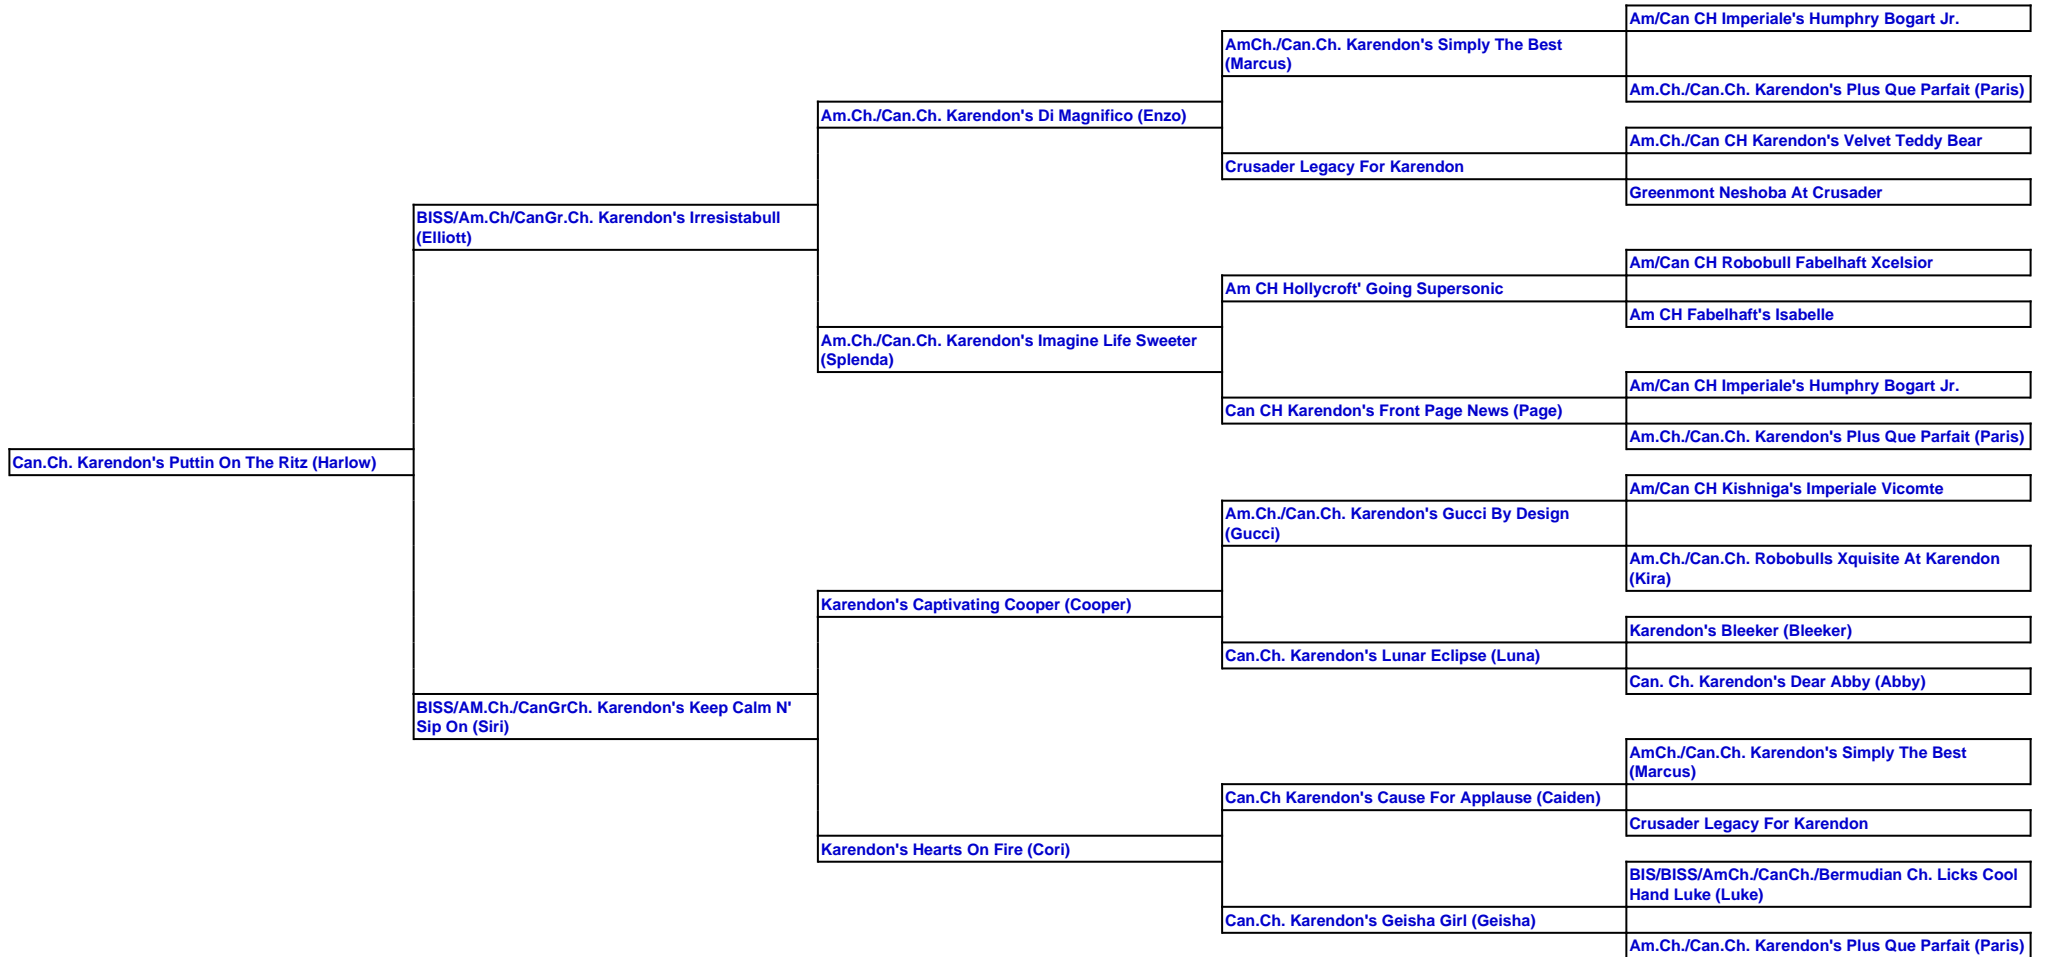 Am/Can CH Imperiale's Humphry Bogart Jr.
AmCh./Can.Ch. Karendon's Simply The Best
(Marcus)
Am.Ch./Can.Ch. Karendon's Plus Que Parfait (Paris)
Am.Ch./Can.Ch. Karendon's Di Magnifico (Enzo)
Am.Ch./Can CH Karendon's Velvet Teddy Bear
Crusader Legacy For Karendon
Greenmont Neshoba At Crusader
BISS/Am.Ch/CanGr.Ch. Karendon's Irresistabull
(Elliott)
Am/Can CH Robobull Fabelhaft Xcelsior
Am CH Hollycroft' Going Supersonic
Am CH Fabelhaft's Isabelle
Am.Ch./Can.Ch. Karendon's Imagine Life Sweeter
(Splenda)
Am/Can CH Imperiale's Humphry Bogart Jr.
Can CH Karendon's Front Page News (Page)
Am.Ch./Can.Ch. Karendon's Plus Que Parfait (Paris)
Can.Ch. Karendon's Puttin On The Ritz (Harlow)
Am/Can CH Kishniga's Imperiale Vicomte
Am.Ch./Can.Ch. Karendon's Gucci By Design
(Gucci)
Am.Ch./Can.Ch. Robobulls Xquisite At Karendon
(Kira)
Karendon's Captivating Cooper (Cooper)
Karendon's Bleeker (Bleeker)
Can.Ch. Karendon's Lunar Eclipse (Luna)
Can. Ch. Karendon's Dear Abby (Abby)
BISS/AM.Ch./CanGrCh. Karendon's Keep Calm N'
Sip On (Siri)
AmCh./Can.Ch. Karendon's Simply The Best
(Marcus)
Can.Ch Karendon's Cause For Applause (Caiden)
Crusader Legacy For Karendon
Karendon's Hearts On Fire (Cori)
BIS/BISS/AmCh./CanCh./Bermudian Ch. Licks Cool
Hand Luke (Luke)
Can.Ch. Karendon's Geisha Girl (Geisha)
Am.Ch./Can.Ch. Karendon's Plus Que Parfait (Paris)